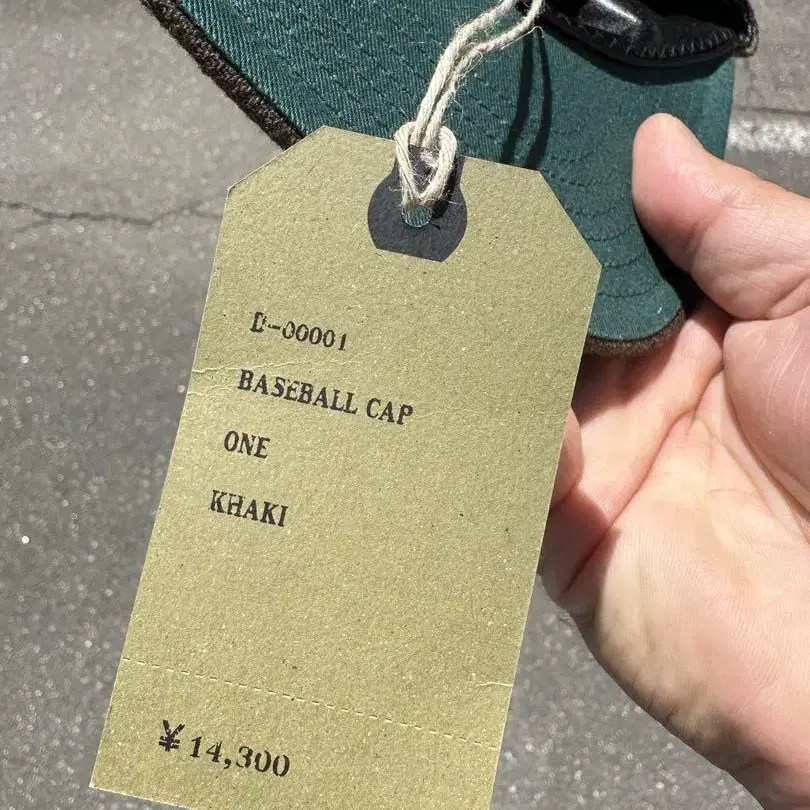 D-00001
BASEBALL CAP
ONE
KHAKI
¥14,300